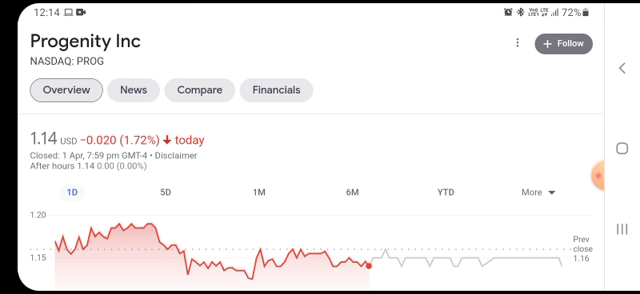 12:14 72%
Progenity Inc
NASDAQ: PROG
+ Follow
Overview News Compare Financials
1.14 USD −0.020 (1.72%) ↓ today
Closed: 1 Apr, 7:59 pm GMT-4 • Disclaimer
After hours 1.14 0.00 (0.00%)
1D 5D 1M 6M YTD More
1.20
1.15
Prev
close
1.16